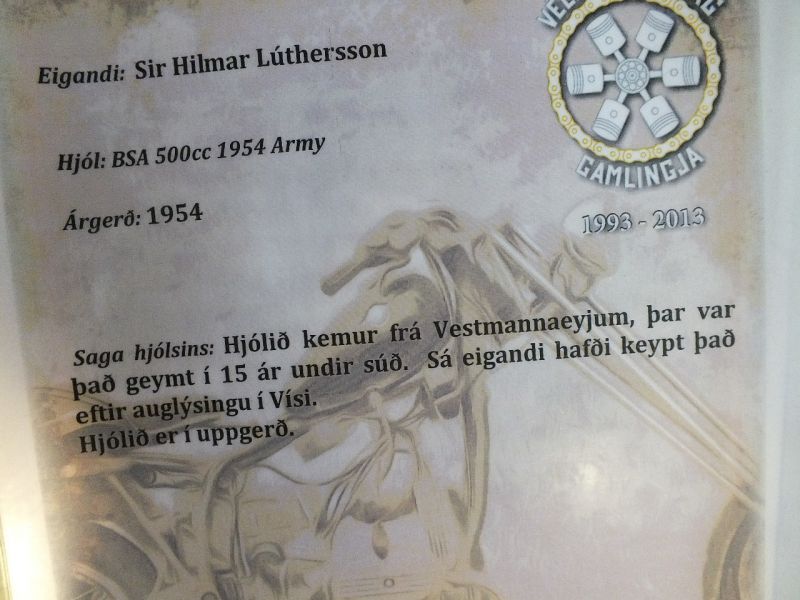 Eigandi: Sir Hilmar Lúthersson
GAMLINGJA
1993 - 2013
Hjól: BSA 500cc 1954 Army
Árgerð: 1954
Saga hjólsins: Hjólið kemur frá Vestmannaeyjum, þar var
það geymt í 15 ár undir súð. Sá eigandi hafði keypt það
eftir auglýsingu í Vísi.
Hjólið er í uppgerð.